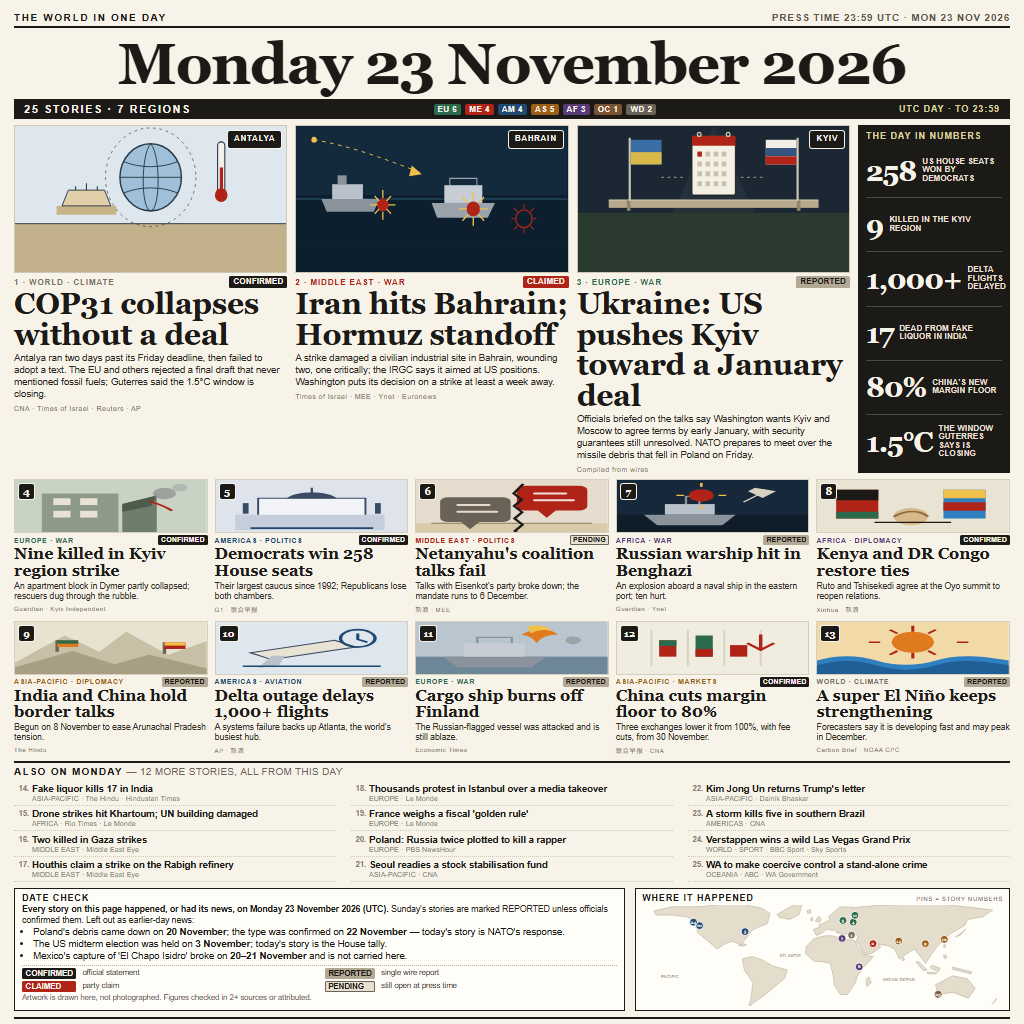 THE WORLD IN ONE DAY
PRESS TIME 23:59 UTC · MON 23 NOV 2026
Monday 23 November 2026
25 STORIES · 7 REGIONS
EU 6 ME 4 AM 4 AS 5 AF 3 OC 1 WD 2
UTC DAY · TO 23:59
ANTALYA
1 · WORLD · CLIMATE
CONFIRMED
COP31 collapses
without a deal
Antalya ran two days past its Friday deadline, then failed to
adopt a text. The EU and others rejected a final draft that never
mentioned fossil fuels; Guterres said the 1.5°C window is
closing.
CNA · Times of Israel · Reuters · AP
BAHRAIN
2 · MIDDLE EAST · WAR
CLAIMED
Iran hits Bahrain;
Hormuz standoff
A strike damaged a civilian industrial site in Bahrain, wounding
two, one critically; the IRGC says it aimed at US positions.
Washington puts its decision on a strike at least a week away.
Times of Israel · MEE · Ynet · Euronews
KYIV
3 · EUROPE · WAR
REPORTED
Ukraine: US
pushes Kyiv
toward a January
deal
Officials briefed on the talks say Washington wants Kyiv and
Moscow to agree terms by early January, with security
guarantees still unresolved. NATO prepares to meet over the
missile debris that fell in Poland on Friday.
Compiled from wires
THE DAY IN NUMBERS
258 US HOUSE SEATS
WON BY
DEMOCRATS
9 KILLED IN THE KYIV
REGION
1,000+ DELTA
FLIGHTS
DELAYED
17 DEAD FROM FAKE
LIQUOR IN INDIA
80% CHINA'S NEW
MARGIN FLOOR
1.5°C THE WINDOW
GUTERRES
SAYS IS
CLOSING
4
EUROPE · WAR
CONFIRMED
Nine killed in Kyiv
region strike
An apartment block in Dymer partly collapsed;
rescuers dug through the rubble.
Guardian · Kyiv Independent
5
AMERICAS · POLITICS
CONFIRMED
Democrats win 258
House seats
Their largest caucus since 1992; Republicans lose
both chambers.
G1 · 联合早报
6
MIDDLE EAST · POLITICS
PENDING
Netanyahu's coalition
talks fail
Talks with Eisenkot's party broke down; the
mandate runs to 6 December.
· MEE
7
AFRICA · WAR
REPORTED
Russian warship hit in
Benghazi
An explosion aboard a naval ship in the eastern
port; ten hurt.
Guardian · Ynet
8
AFRICA · DIPLOMACY
CONFIRMED
Kenya and DR Congo
restore ties
Ruto and Tshisekedi agree at the Oyo summit to
reopen relations.
Xinhua ·
9
ASIA-PACIFIC · DIPLOMACY
REPORTED
India and China hold
border talks
Begun on 8 November to ease Arunachal Pradesh
tension.
The Hindu
10
AMERICAS · AVIATION
REPORTED
Delta outage delays
1,000+ flights
A systems failure backs up Atlanta, the world's
busiest hub.
AP ·
11
EUROPE · WAR
REPORTED
Cargo ship burns off
Finland
The Russian-flagged vessel was attacked and is
still ablaze.
Economic Times
12
ASIA-PACIFIC · MARKETS
CONFIRMED
China cuts margin
floor to 80%
Three exchanges lower it from 100%, with fee
cuts, from 30 November.
联合早报 · CNA
13
WORLD · CLIMATE
REPORTED
A super El Niño keeps
strengthening
Forecasters say it is developing fast and may peak
in December.
Carbon Brief · NOAA CPC
ALSO ON MONDAY — 12 MORE STORIES, ALL FROM THIS DAY
14. Fake liquor kills 17 in India
ASIA-PACIFIC · The Hindu · Hindustan Times
15. Drone strikes hit Khartoum; UN building damaged
AFRICA · Rio Times · Le Monde
16. Two killed in Gaza strikes
MIDDLE EAST · Middle East Eye
17. Houthis claim a strike on the Rabigh refinery
MIDDLE EAST · Middle East Eye
18. Thousands protest in Istanbul over a media takeover
EUROPE · Le Monde
19. France weighs a fiscal 'golden rule'
EUROPE · Le Monde
20. Poland: Russia twice plotted to kill a rapper
EUROPE · PBS NewsHour
21. Seoul readies a stock stabilisation fund
ASIA-PACIFIC · CNA
22. Kim Jong Un returns Trump's letter
ASIA-PACIFIC · Dainik Bhaskar
23. A storm kills five in southern Brazil
AMERICAS · CNA
24. Verstappen wins a wild Las Vegas Grand Prix
WORLD · SPORT · BBC Sport · Sky Sports
25. WA to make coercive control a stand-alone crime
OCEANIA · ABC · WA Government
DATE CHECK
Every story on this page happened, or had its news, on Monday 23 November 2026 (UTC). Sunday's stories are marked REPORTED unless officials
confirmed them. Left out as earlier-day news:
• Poland's debris came down on 20 November; the type was confirmed on 22 November — today's story is NATO's response.
• The US midterm election was held on 3 November; today's story is the House tally.
• Mexico's capture of 'El Chapo Isidro' broke on 20–21 November and is not carried here.
CONFIRMED official statement
REPORTED single wire report
CLAIMED party claim
PENDING still open at press time
Artwork is drawn here, not photographed. Figures checked in 2+ sources or attributed.
WHERE IT HAPPENED
PINS = STORY NUMBERS
PACIFIC
ATLANTIC
INDIAN OCEAN